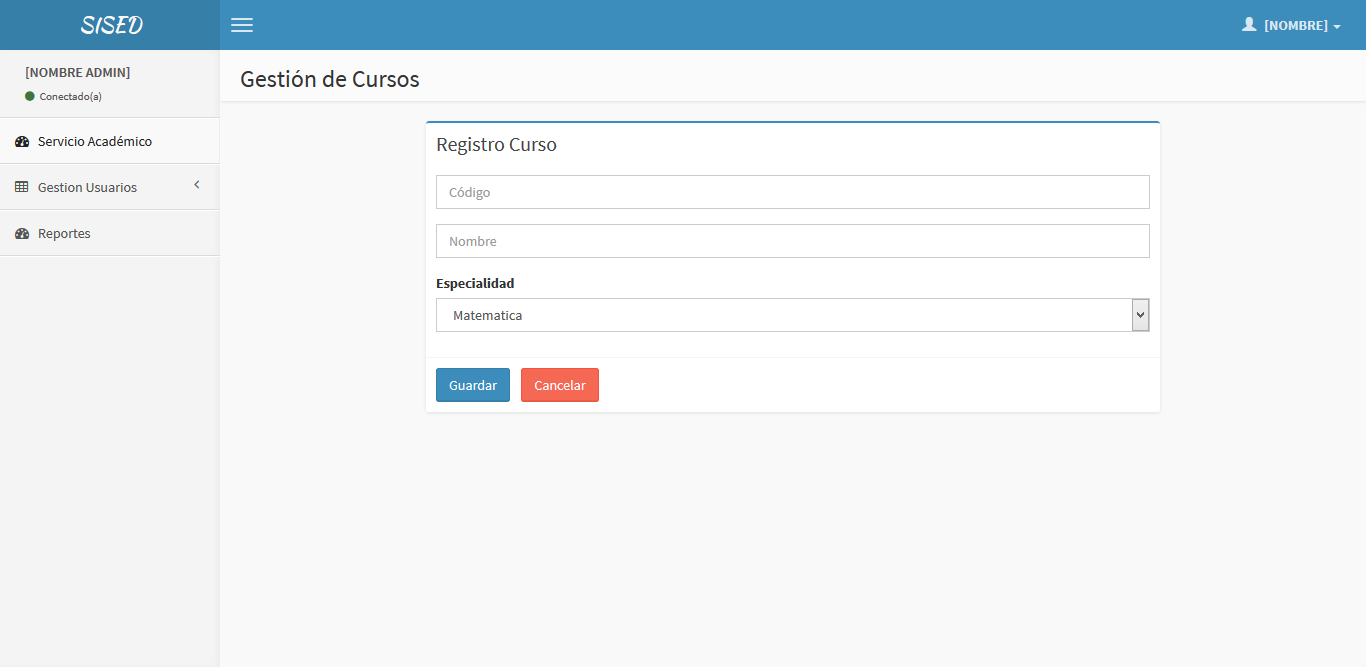 SISED
[NOMBRE]
[NOMBRE ADMIN]
Conectado(a)
Servicio Académico
Gestion Usuarios
Reportes
Gestión de Cursos
Registro Curso
Código
Nombre
Especialidad
Matematica
Guardar
Cancelar